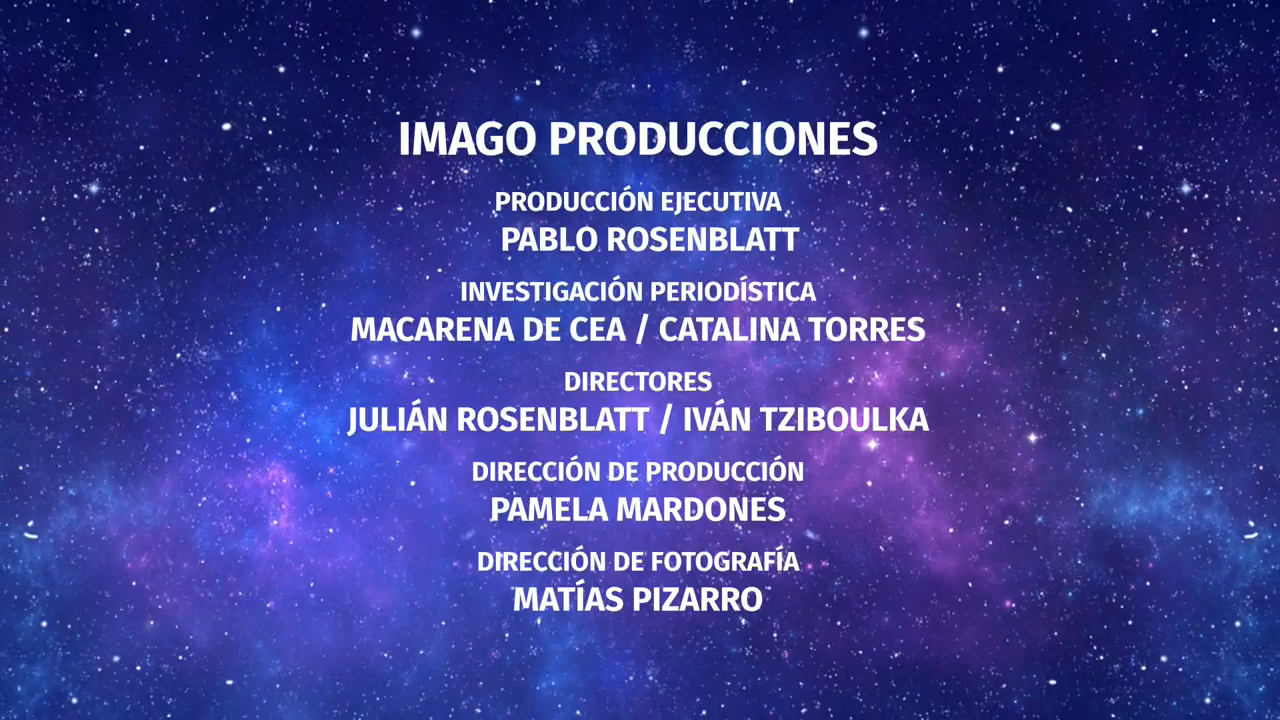 IMAGO PRODUCCIONES
PRODUCCIÓN EJECUTIVA
PABLO ROSENBLATT
INVESTIGACIÓN PERIODÍSTICA
MACARENA DE CEA / CATALINA TORRES
DIRECTORES
JULIÁN ROSENBLATT / IVÁN TZIBOULKA
DIRECCIÓN DE PRODUCCIÓN
PAMELA MARDONES
DIRECCIÓN DE FOTOGRAFÍA
MATÍAS PIZARRO